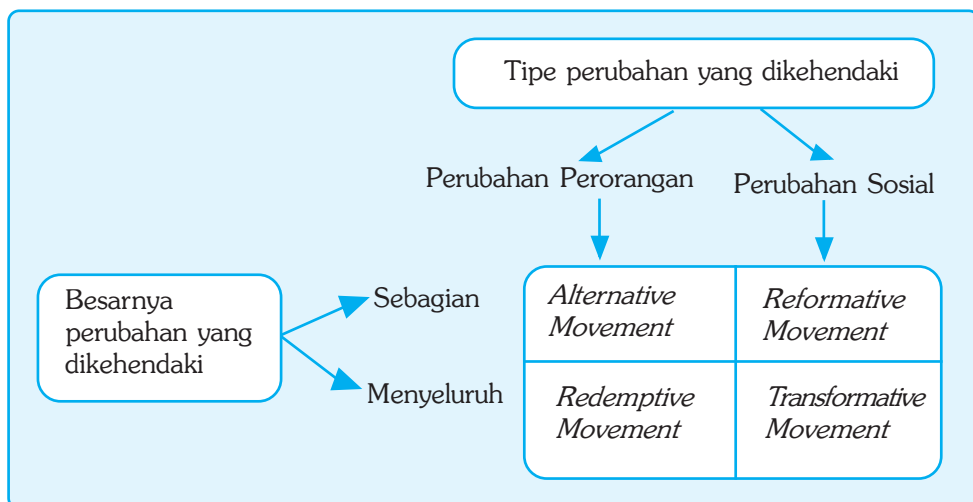 Tipe perubahan yang dikehendaki
Perubahan Perorangan
Perubahan Sosial
Besarnya
perubahan yang
dikehendaki
Sebagian
Menyeluruh
Alternative
Movement
Reformative
Movement
Redemptive
Movement
Transformative
Movement